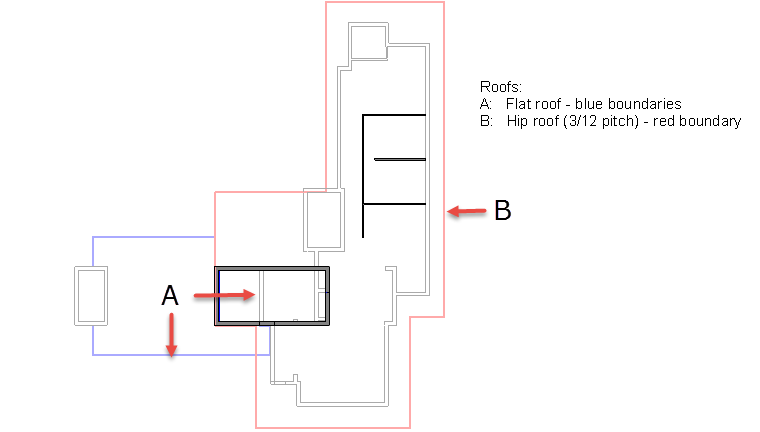 Roofs:
A: Flat roof - blue boundaries
B: Hip roof (3/12 pitch) - red boundary
B
A